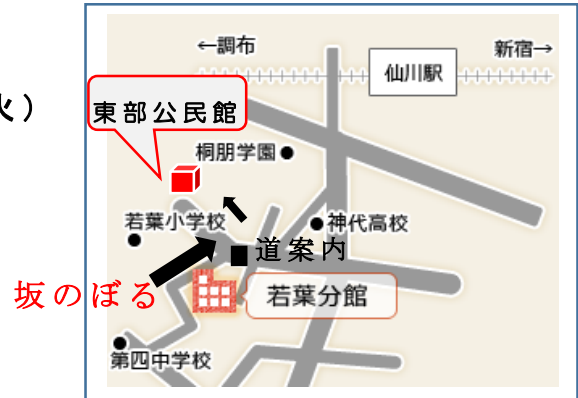 ←調布
新宿→
仙川駅
火)
東部公民館
桐朋学園
若葉小学校
神代高校
道案内
坂のぼる
若葉分館
第四中学校